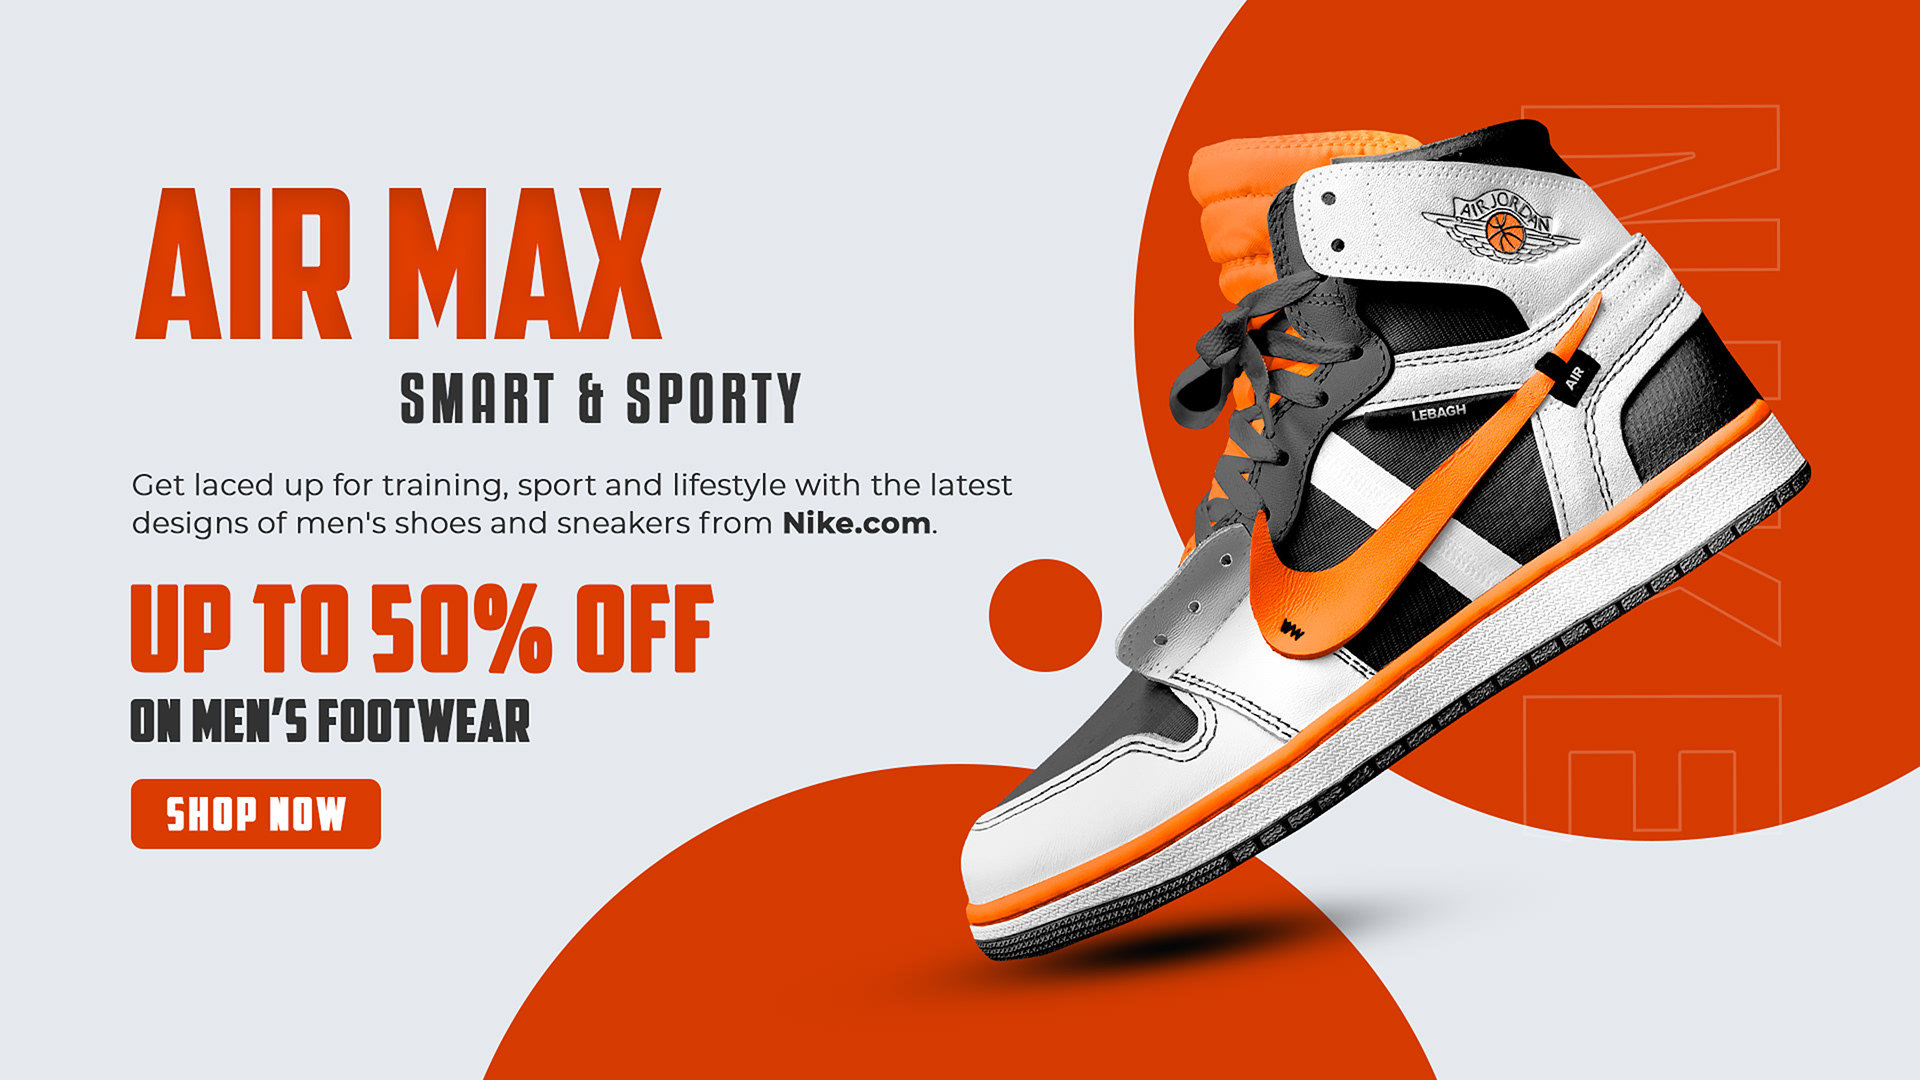 AIR MAX
SMART & SPORTY
Get laced up for training, sport and lifestyle with the latest
designs of men's shoes and sneakers from Nike.com.
UP TO 50% OFF
ON MEN'S FOOTWEAR
SHOP NOW
AIR JORDAN
AIR
LEBAGH
NIKE